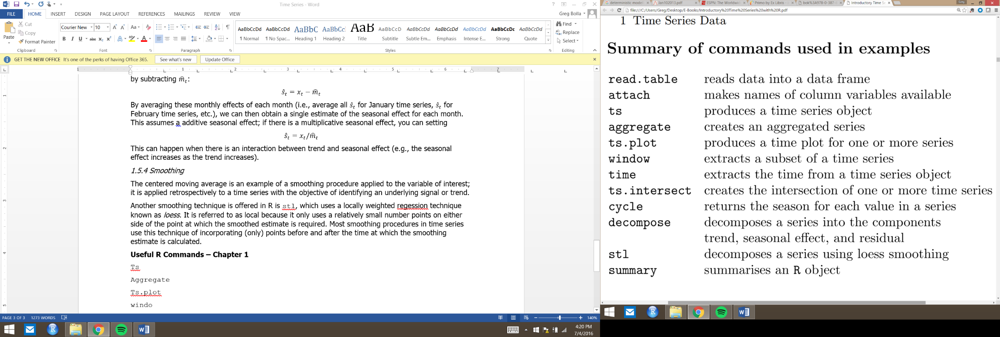 Time Series - Word
FILE HOME INSERT DESIGN PAGE LAYOUT REFERENCES MAILINGS REVIEW VIEW
Greg Bolla
Cut
Copy
Format Painter
Paste
Clipboard
Courier New 10
Font
Paragraph
AaBbCcDd AaBbCcDd AaBbC AaBbCc AaB AaBbCcD AaBbCcDd AaBbCcDd AaBbCcDd AaBbCcDc AaBbCcDd
¶ Normal ¶ No Spac... Heading 1 Heading 2 Title Subtitle Subtle Em... Emphasis Intense E... Strong Quote
Styles
Find
Replace
Select
Editing
GET THE NEW OFFICE It's one of the perks of having Office 365. See what's new Update Office
1 1 2 3 4 5 6 7
by subtracting m̂ₜ:
ŝₜ = xₜ − m̂ₜ
By averaging these monthly effects of each month (i.e., average all ŝₜ for January time series, ŝₜ for
February time series, etc.), we can then obtain a single estimate of the seasonal effect for each month.
This assumes a additive seasonal effect; if there is a multiplicative seasonal effect, you can setting
ŝₜ = xₜ/m̂ₜ
This can happen when there is an interaction between trend and seasonal effect (e.g., the seasonal
effect increases as the trend increases).
1.5.4 Smoothing
The centered moving average is an example of a smoothing procedure applied to the variable of interest;
it is applied retrospectively to a time series with the objective of identifying an underlying signal or trend.
Another smoothing technique is offered in R is stl, which uses a locally weighted regession technique
known as loess. It is referred to as local because it only uses a relatively small number points on either
side of the point at which the smoothed estimate is required. Most smoothing procedures in time series
use this technique of incorporating (only) points before and after the time at which the smoothing
estimate is calculated.
Useful R Commands – Chapter 1
Ts
Aggregate
Ts.plot
windo
PAGE 3 OF 3 1273 WORDS
140%
4:20 PM
7/4/2016
deterministic model Jan102013.pdf ESPN: The Worldwid Primo by Ex Libris - bok%3A978-0-387- Introductory Time Se
Greg
file:///C:/Users/Greg/Desktop/E-Books/Introductory%20Time%20Series%20with%20R.pdf
1 Time Series Data
Summary of commands used in examples
read.table reads data into a data frame
attach makes names of column variables available
ts produces a time series object
aggregate creates an aggregated series
ts.plot produces a time plot for one or more series
window extracts a subset of a time series
time extracts the time from a time series object
ts.intersect creates the intersection of one or more time series
cycle returns the season for each value in a series
decompose decomposes a series into the components
trend, seasonal effect, and residual
stl decomposes a series using loess smoothing
summary summarises an R object